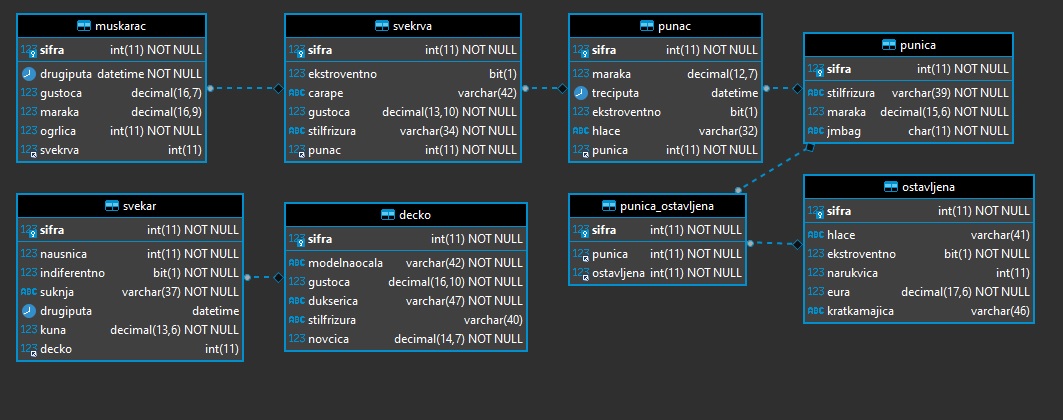 muskarac
123 sifra int(11) NOT NULL
drugiputa datetime NOT NULL
123 gustoca decimal(16,7)
123 maraka decimal(16,9)
123 ogrlica int(11) NOT NULL
123 svekrva int(11)
svekrva
123 sifra int(11) NOT NULL
123 ekstroventno bit(1)
ABC carape varchar(42)
123 gustoca decimal(13,10) NOT NULL
ABC stilfrizura varchar(34) NOT NULL
123 punac int(11) NOT NULL
punac
123 sifra int(11) NOT NULL
123 maraka decimal(12,7)
treciputa datetime
123 ekstroventno bit(1)
ABC hlace varchar(32)
123 punica int(11) NOT NULL
punica
123 sifra int(11) NOT NULL
ABC stilfrizura varchar(39) NOT NULL
123 maraka decimal(15,6) NOT NULL
ABC jmbag char(11) NOT NULL
svekar
123 sifra int(11) NOT NULL
123 nausnica int(11) NOT NULL
123 indiferentno bit(1) NOT NULL
ABC suknja varchar(37) NOT NULL
drugiputa datetime
123 kuna decimal(13,6) NOT NULL
123 decko int(11)
decko
123 sifra int(11) NOT NULL
ABC modelnaocala varchar(42) NOT NULL
123 gustoca decimal(16,10) NOT NULL
ABC dukserica varchar(47) NOT NULL
ABC stilfrizura varchar(40)
123 novcica decimal(14,7) NOT NULL
punica_ostavljena
123 sifra int(11) NOT NULL
123 punica int(11) NOT NULL
123 ostavljena int(11) NOT NULL
ostavljena
123 sifra int(11) NOT NULL
ABC hlace varchar(41)
123 ekstroventno bit(1) NOT NULL
123 narukvica int(11)
123 eura decimal(17,6) NOT NULL
ABC kratkamajica varchar(46)